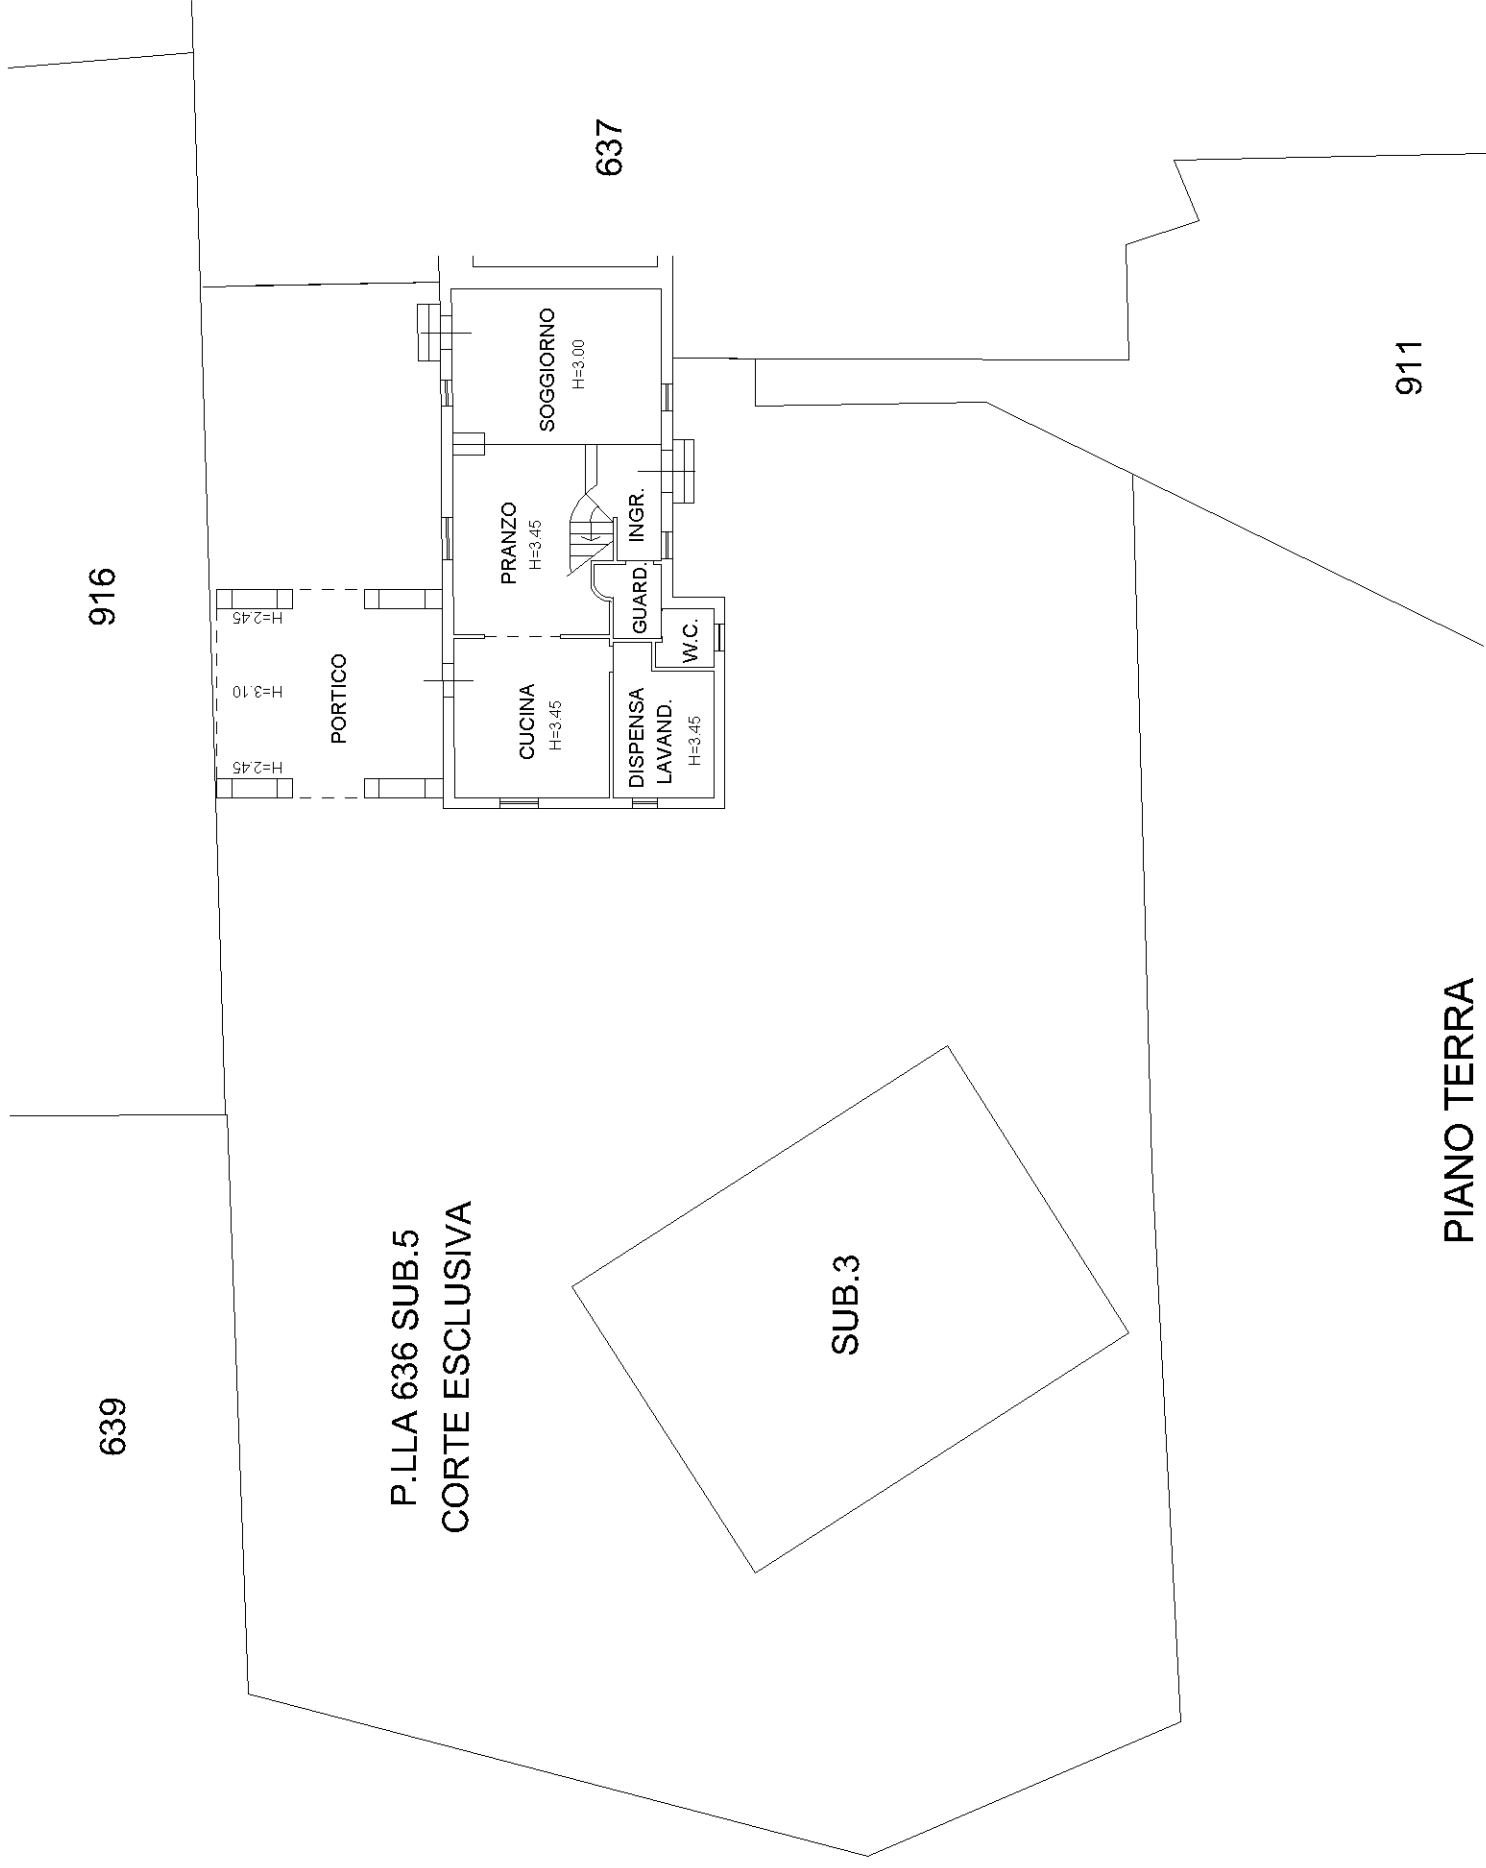 916
639
637
911
PORTICO
H=2.45
H=3.10
H=2.45
SOGGIORNO
H=3.00
PRANZO
H=3.45
INGR.
GUARD.
W.C.
CUCINA
H=3.45
DISPENSA
LAVAND.
H=3.45
P.LLA 636 SUB.5
CORTE ESCLUSIVA
SUB.3
PIANO TERRA